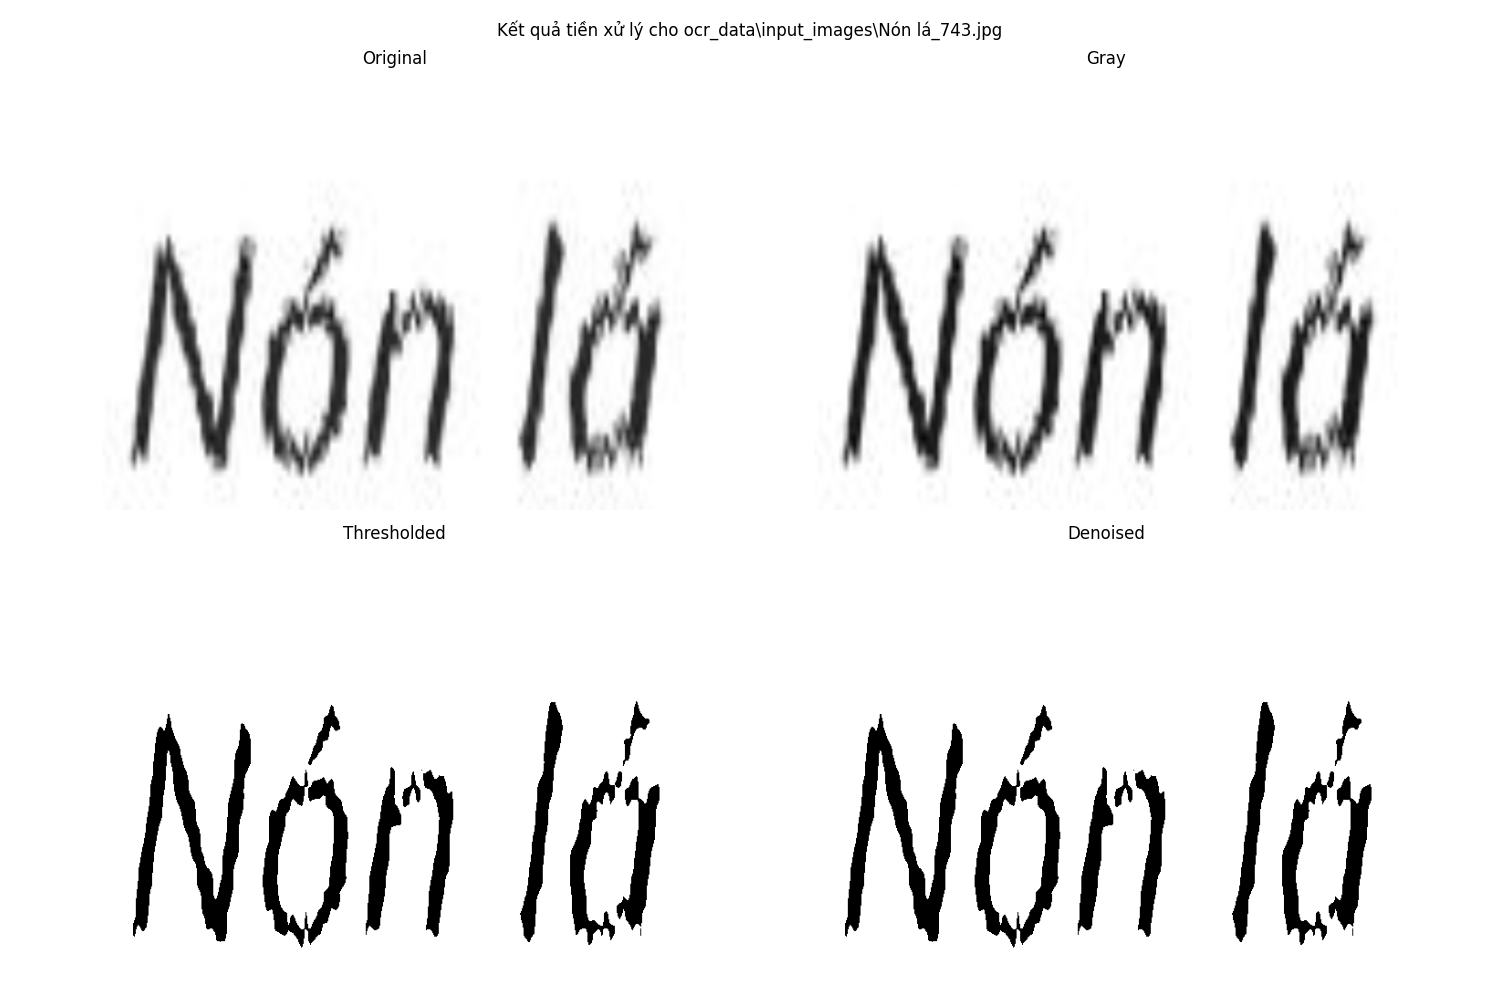 Kết quả tiền xử lý cho ocr_data\input_images\Nón lá_743.jpg
Original
Gray
Nón lá
Nón lá
Thresholded
Denoised
Nón lá
Nón lá